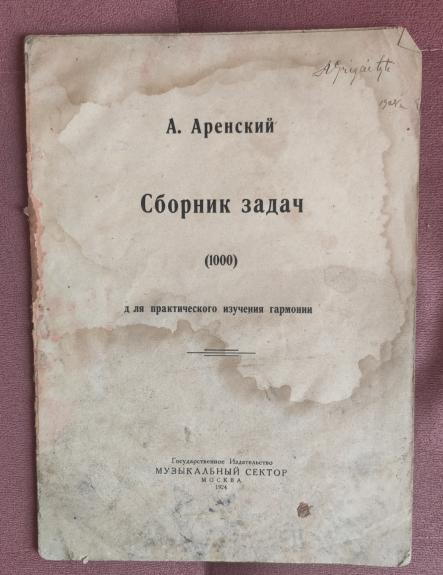 А. Аренский
Сборник задач
(1000)
для практического изучения гармонии
Государственное Издательство
МУЗЫКАЛЬНЫЙ СЕКТОР
МОСКВА
1924